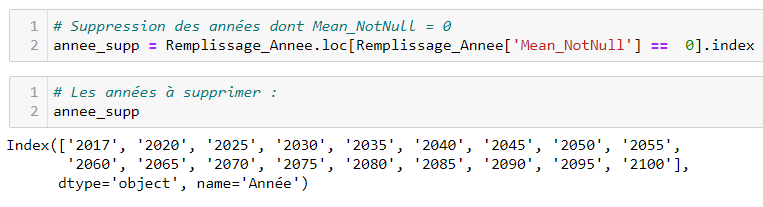 1 # Suppression des années dont Mean_NotNull = 0
2 annee_supp = Remplissage_Annee.loc[Remplissage_Annee['Mean_NotNull'] ==  0].index
1 # Les années à supprimer :
2 annee_supp
Index(['2017', '2020', '2025', '2030', '2035', '2040', '2045', '2050', '2055',
'2060', '2065', '2070', '2075', '2080', '2085', '2090', '2095', '2100'],
dtype='object', name='Année')